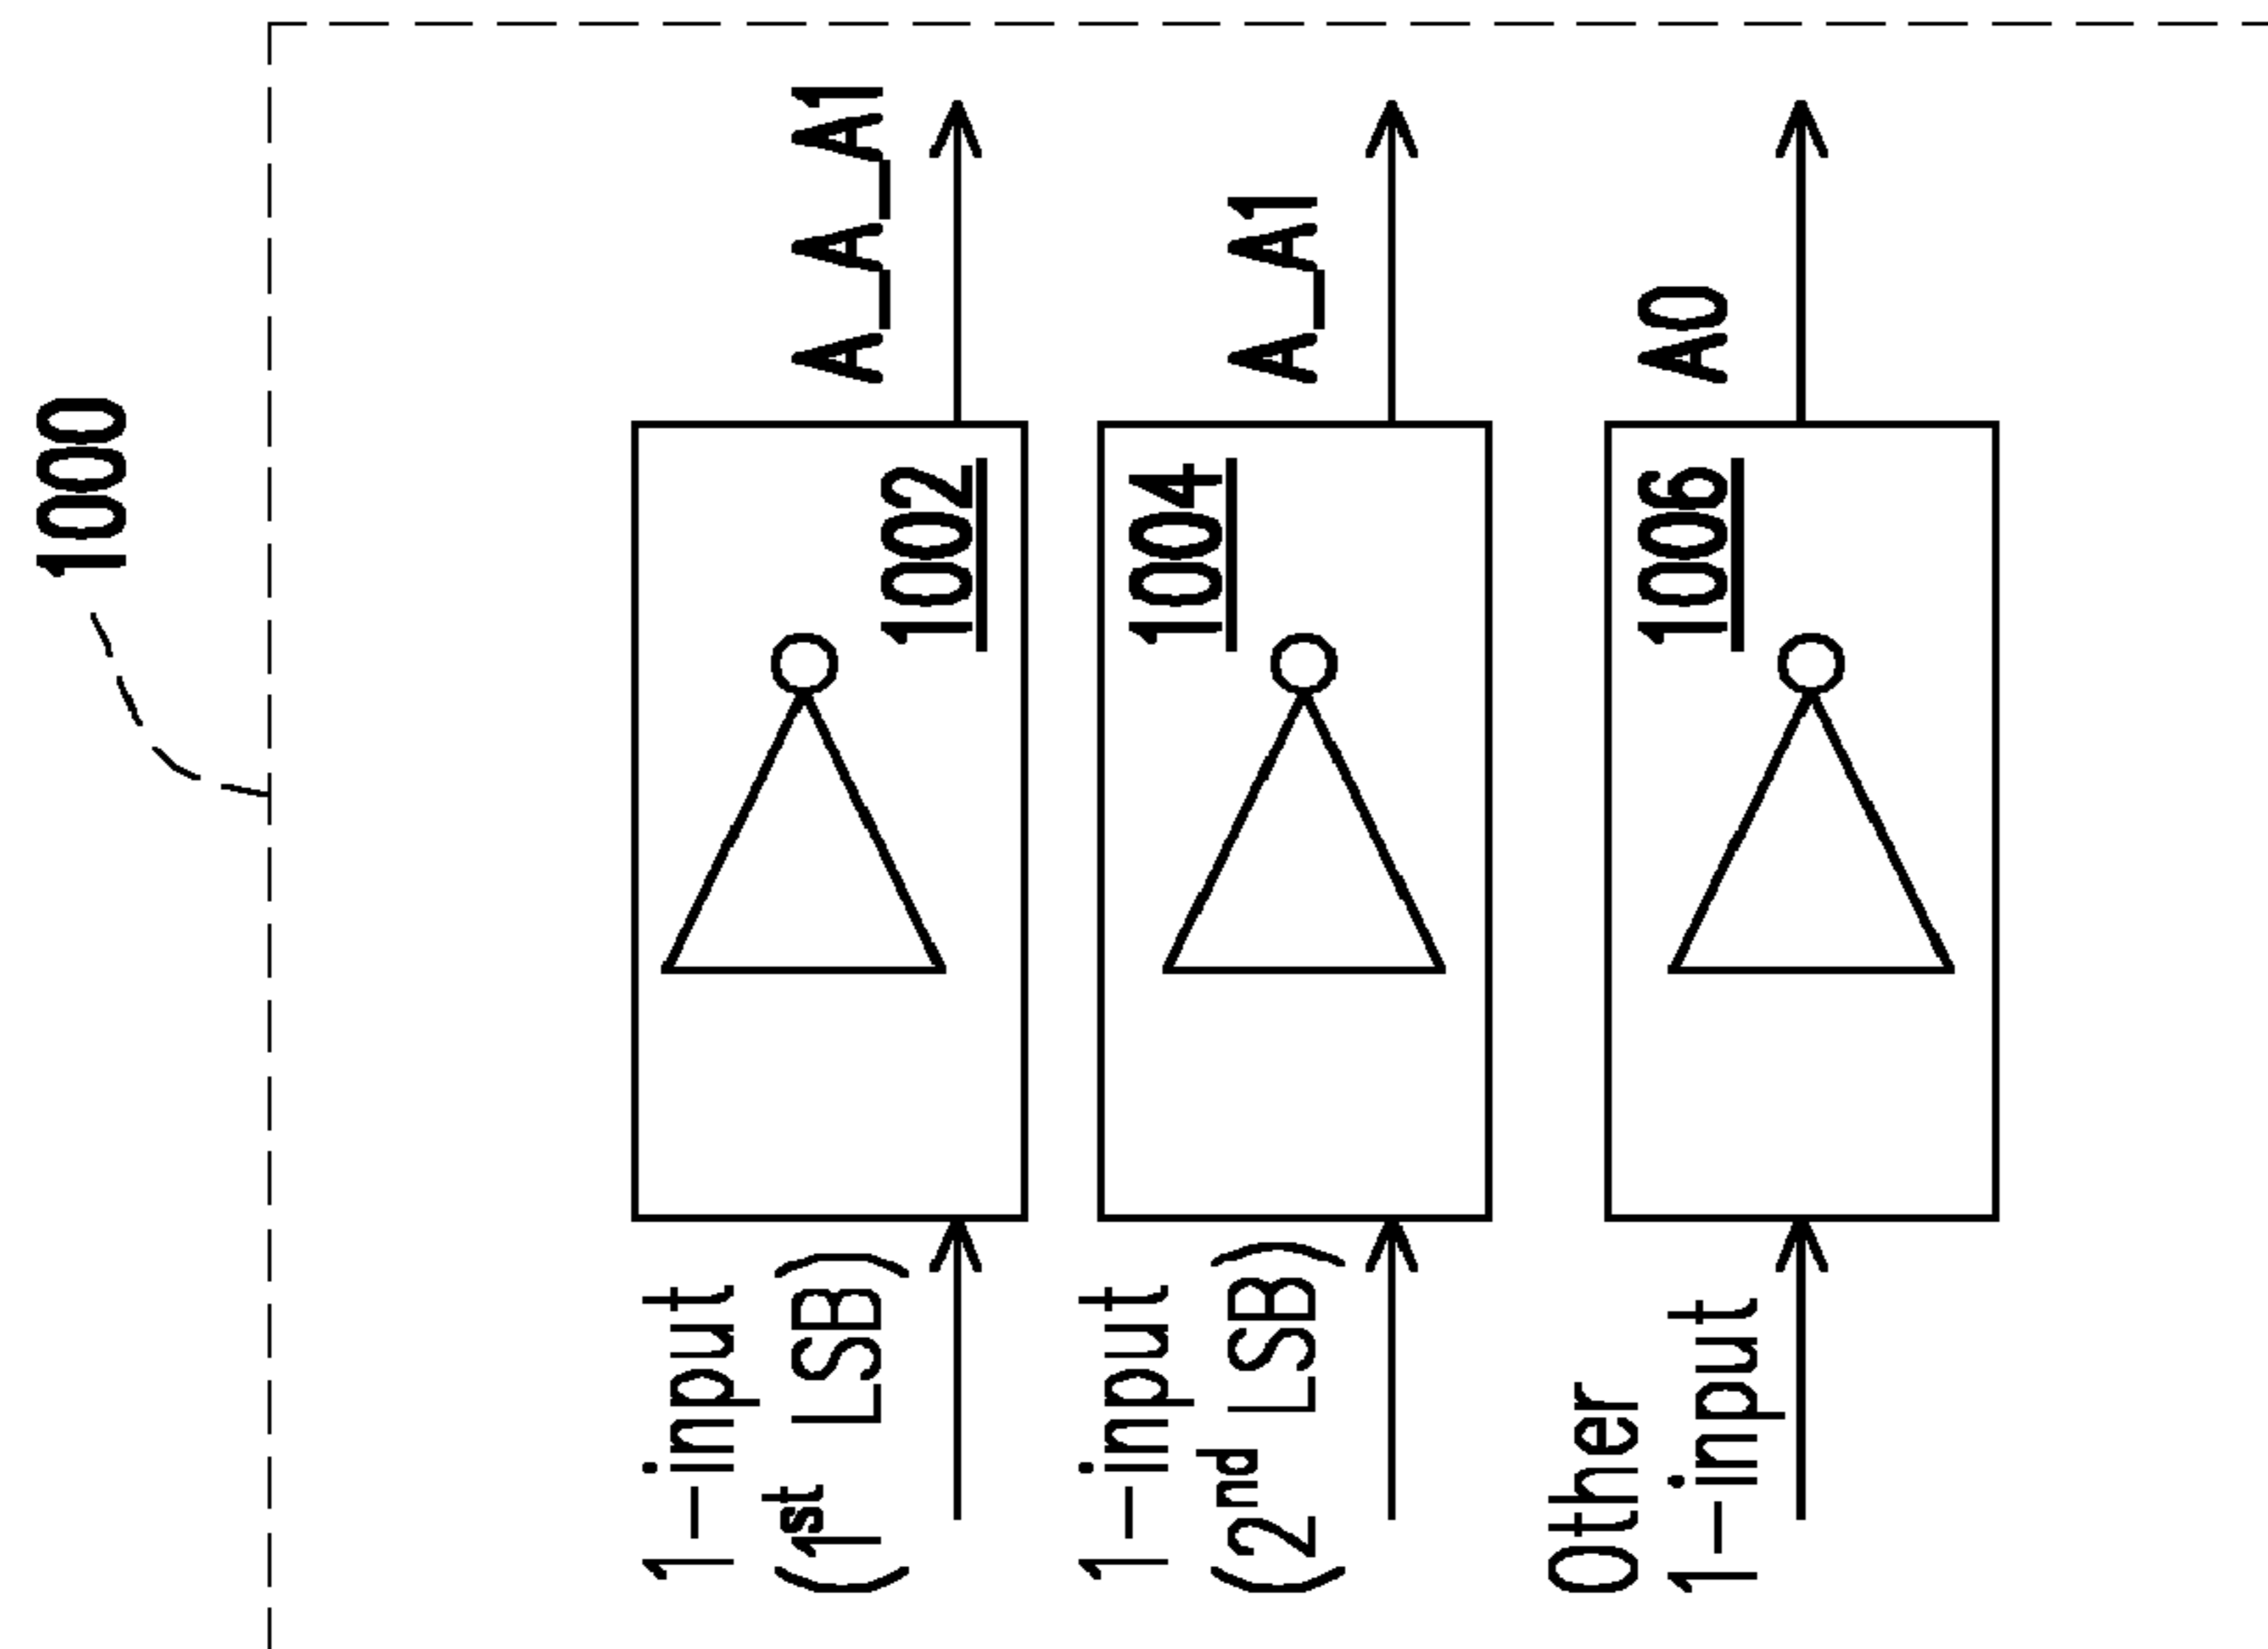 1000
1-input
(1st LSB)
1002
A_A_A1
1-input
(2nd LSB)
1004
A_A1
Other
1-input
1006
A0